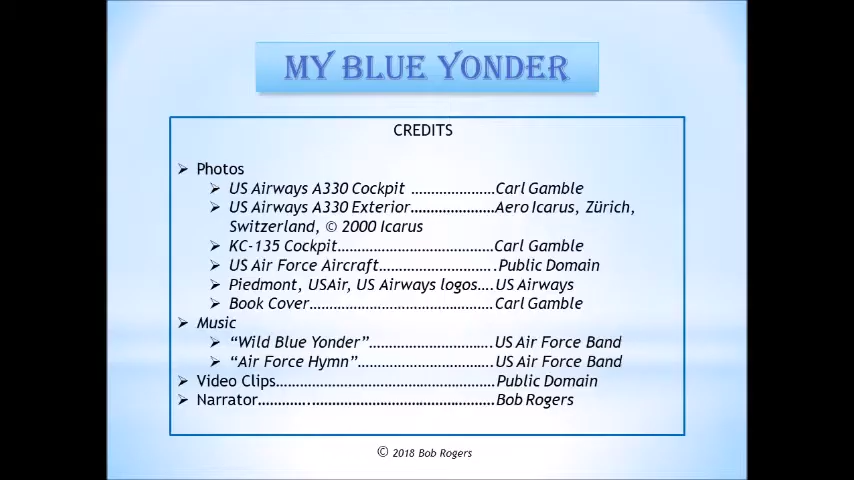 MY BLUE YONDER
CREDITS
➢ Photos
➢ US Airways A330 Cockpit …………………Carl Gamble
➢ US Airways A330 Exterior…………………Aero Icarus, Zürich,
Switzerland, © 2000 Icarus
➢ KC-135 Cockpit…………………………………Carl Gamble
➢ US Air Force Aircraft……………………….. .Public Domain
➢ Piedmont, USAir, US Airways logos….US Airways
➢ Book Cover………………………………………Carl Gamble
➢ Music
➢ “Wild Blue Yonder”………………………….US Air Force Band
➢ “Air Force Hymn”…………………………….US Air Force Band
➢ Video Clips………………………………………………Public Domain
➢ Narrator…………..………………………………………Bob Rogers
© 2018 Bob Rogers